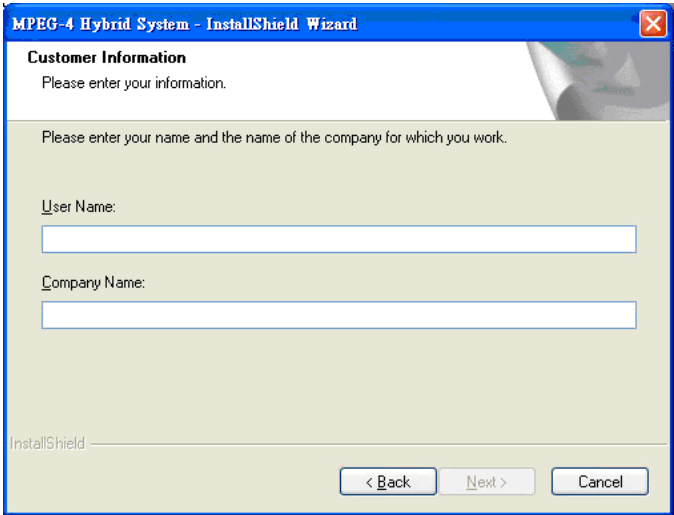 MPEG-4 Hybrid System - InstallShield Wizard
Customer Information
Please enter your information.
Please enter your name and the name of the company for which you work.
User Name:
Company Name:
InstallShield
< Back
Next >
Cancel